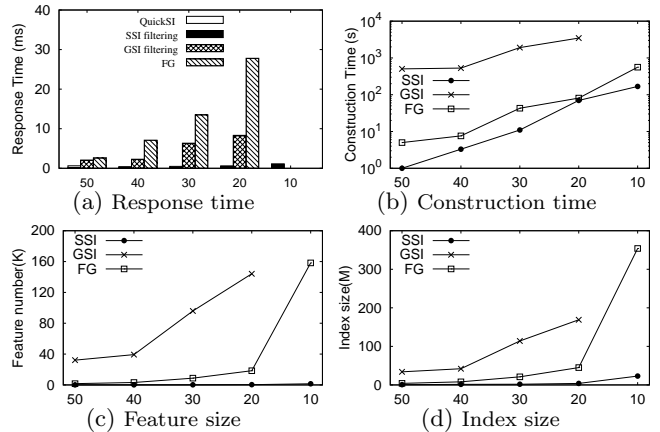 Response Time (ms)
40
30
20
10
0
QuickSI
SSI filtering
GSI filtering
FG
50 40 30 20 10
(a) Response time
Construction Time (s)
10^4
10^3
10^2
10^1
10^0
SSI
GSI
FG
50 40 30 20 10
(b) Construction time
Feature number(K)
200
160
120
80
40
0
SSI
GSI
FG
50 40 30 20 10
(c) Feature size
Index size(M)
400
300
200
100
0
SSI
GSI
FG
50 40 30 20 10
(d) Index size